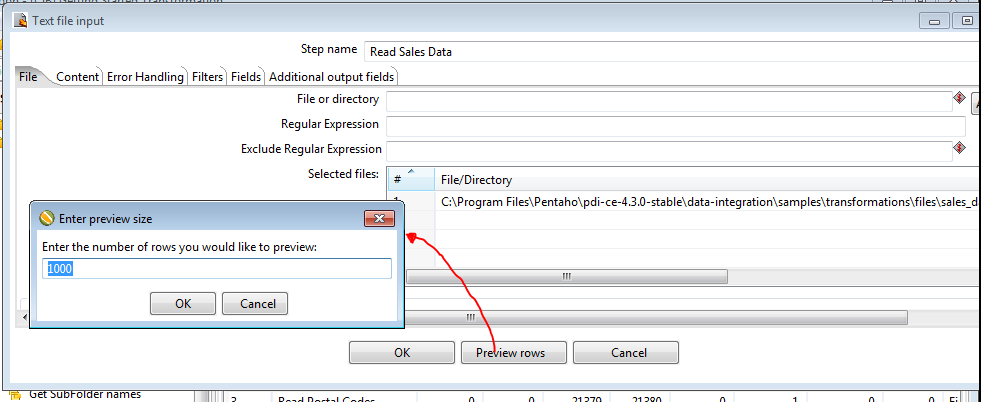 Text file input
Step name Read Sales Data
File Content Error Handling Filters Fields Additional output fields
File or directory
Regular Expression
Exclude Regular Expression
Selected files: # File/Directory
C:\Program Files\Pentaho\pdi-ce-4.3.0-stable\data-integration\samples\transformations\files\sales_d
Enter preview size
Enter the number of rows you would like to preview:
1000
OK Cancel
OK Preview rows Cancel
Get SubFolder names 3 Read Postal Codes 0 0 21379 21380 0 1 0 0 Fi